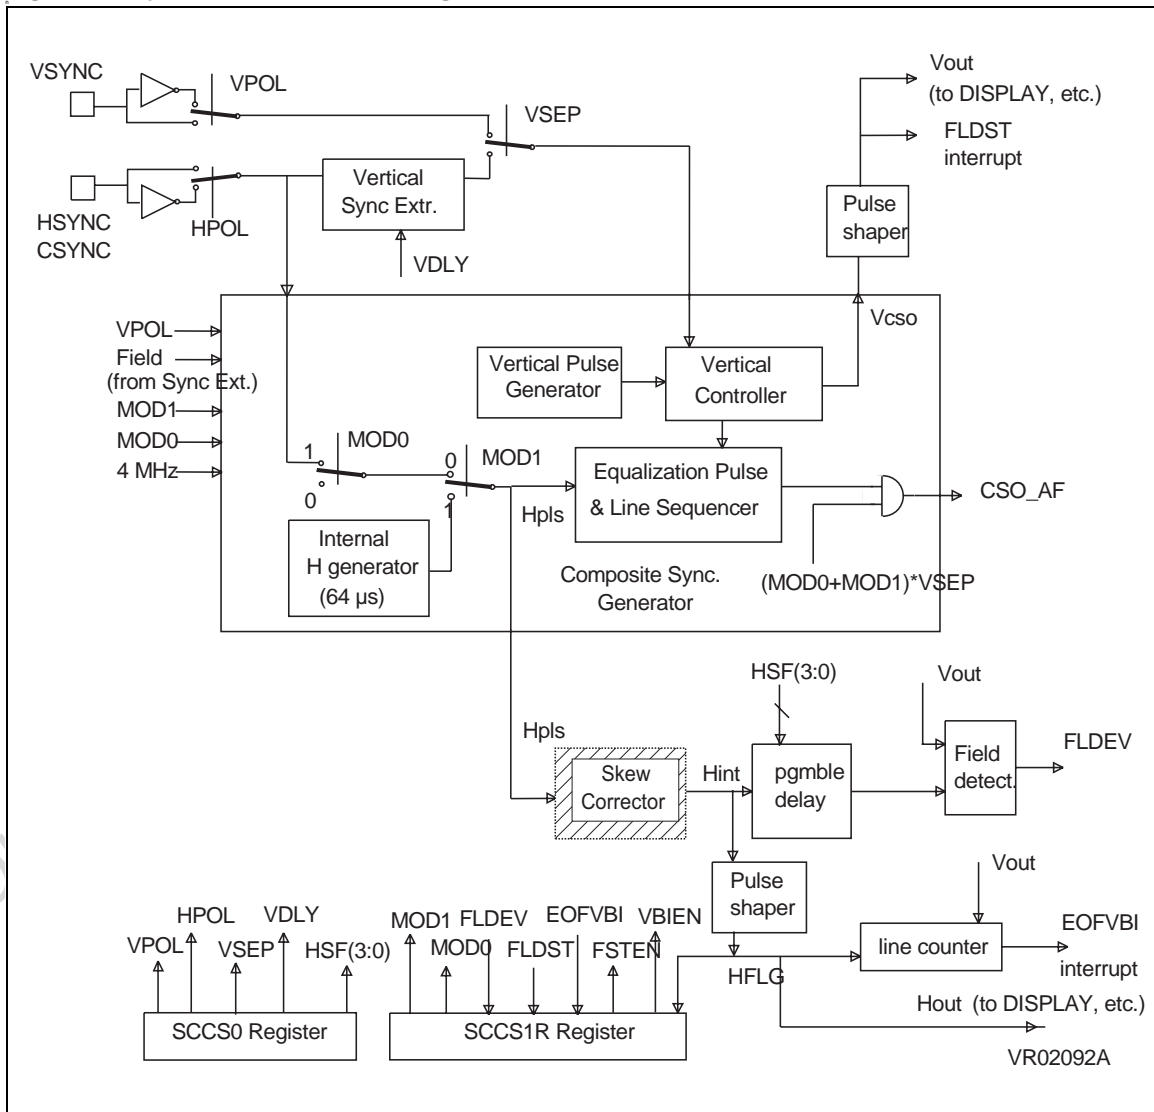 VSYNC
VPOL
VSEP
Vout
(to DISPLAY, etc.)
FLDST
interrupt
HSYNC
CSYNC
HPOL
Vertical
Sync Extr.
VDLY
Pulse
shaper
Vcso
VPOL
Field
(from Sync Ext.)
MOD1
MOD0
4 MHz
Vertical Pulse
Generator
Vertical
Controller
1
MOD0
0
0
MOD1
1
Hpls
Equalization Pulse
& Line Sequencer
CSO_AF
Internal
H generator
(64 µs)
Composite Sync.
Generator
(MOD0+MOD1)*VSEP
HSF(3:0)
Vout
Hpls
Skew
Corrector
Hint
pgmble
delay
Field
detect.
FLDEV
Pulse
shaper
Vout
line counter
EOFVBI
interrupt
HFLG
Hout (to DISPLAY, etc.)
VPOL
HPOL
VSEP
VDLY
HSF(3:0)
SCCS0 Register
MOD1
MOD0
FLDEV
FLDST
EOFVBI
FSTEN
VBIEN
SCCS1R Register
VR02092A